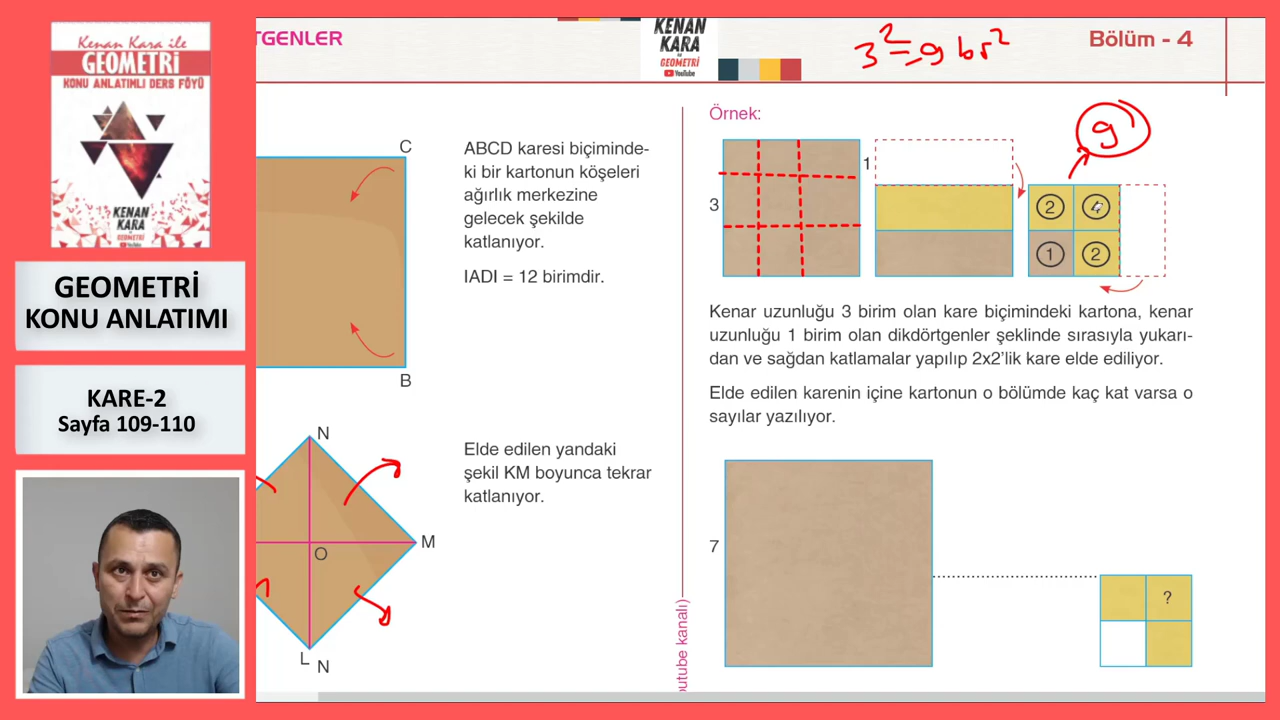 Kenan Kara ile
GEOMETRİ
KONU ANLATIMLI DERS FÖYÜ
KENAN
KARA
GEOMETRİ KONU ANLATIMI
KARE-2
Sayfa 109-110
TGENLER
KENAN
KARA
ile
GEOMETRİ
YouTube
3² = 9 br²
Bölüm - 4
C
B
ABCD karesi biçiminde-
ki bir kartonun köşeleri
ağırlık merkezine
gelecek şekilde
katlanıyor.
IADI = 12 birimdir.
N
M
O
L
N
Elde edilen yandaki
şekil KM boyunca tekrar
katlanıyor.
Örnek:
3
1
9
2 4
1 2
Kenar uzunluğu 3 birim olan kare biçimindeki kartona, kenar
uzunluğu 1 birim olan dikdörtgenler şeklinde sırasıyla yukarı-
dan ve sağdan katlamalar yapılıp 2x2'lik kare elde ediliyor.
Elde edilen karenin içine kartonun o bölümde kaç kat varsa o
sayılar yazılıyor.
7
?
outube kanalı)